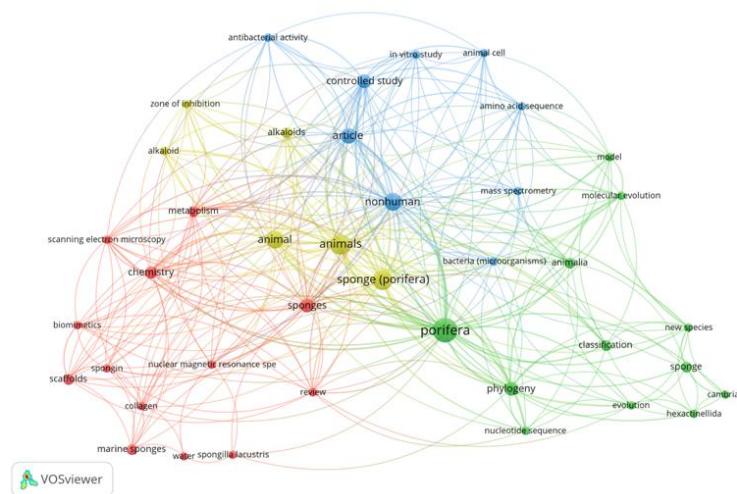 antibacterial activity
in vitro study
animal cell
controlled study
zone of inhibition
amino acid sequence
alkaloids
article
alkaloid
model
mass spectrometry
molecular evolution
nonhuman
metabolism
scanning electron microscopy
animal
animals
bacteria (microorganisms)
animalia
chemistry
sponge (porifera)
sponges
biomimetics
porifera
new species
classification
nuclear magnetic resonance spe
spongin
sponge
scaffolds
phylogeny
review
cambria
collagen
evolution
hexactinellida
nucleotide sequence
marine sponges
water
spongilla lacustris
VOSviewer